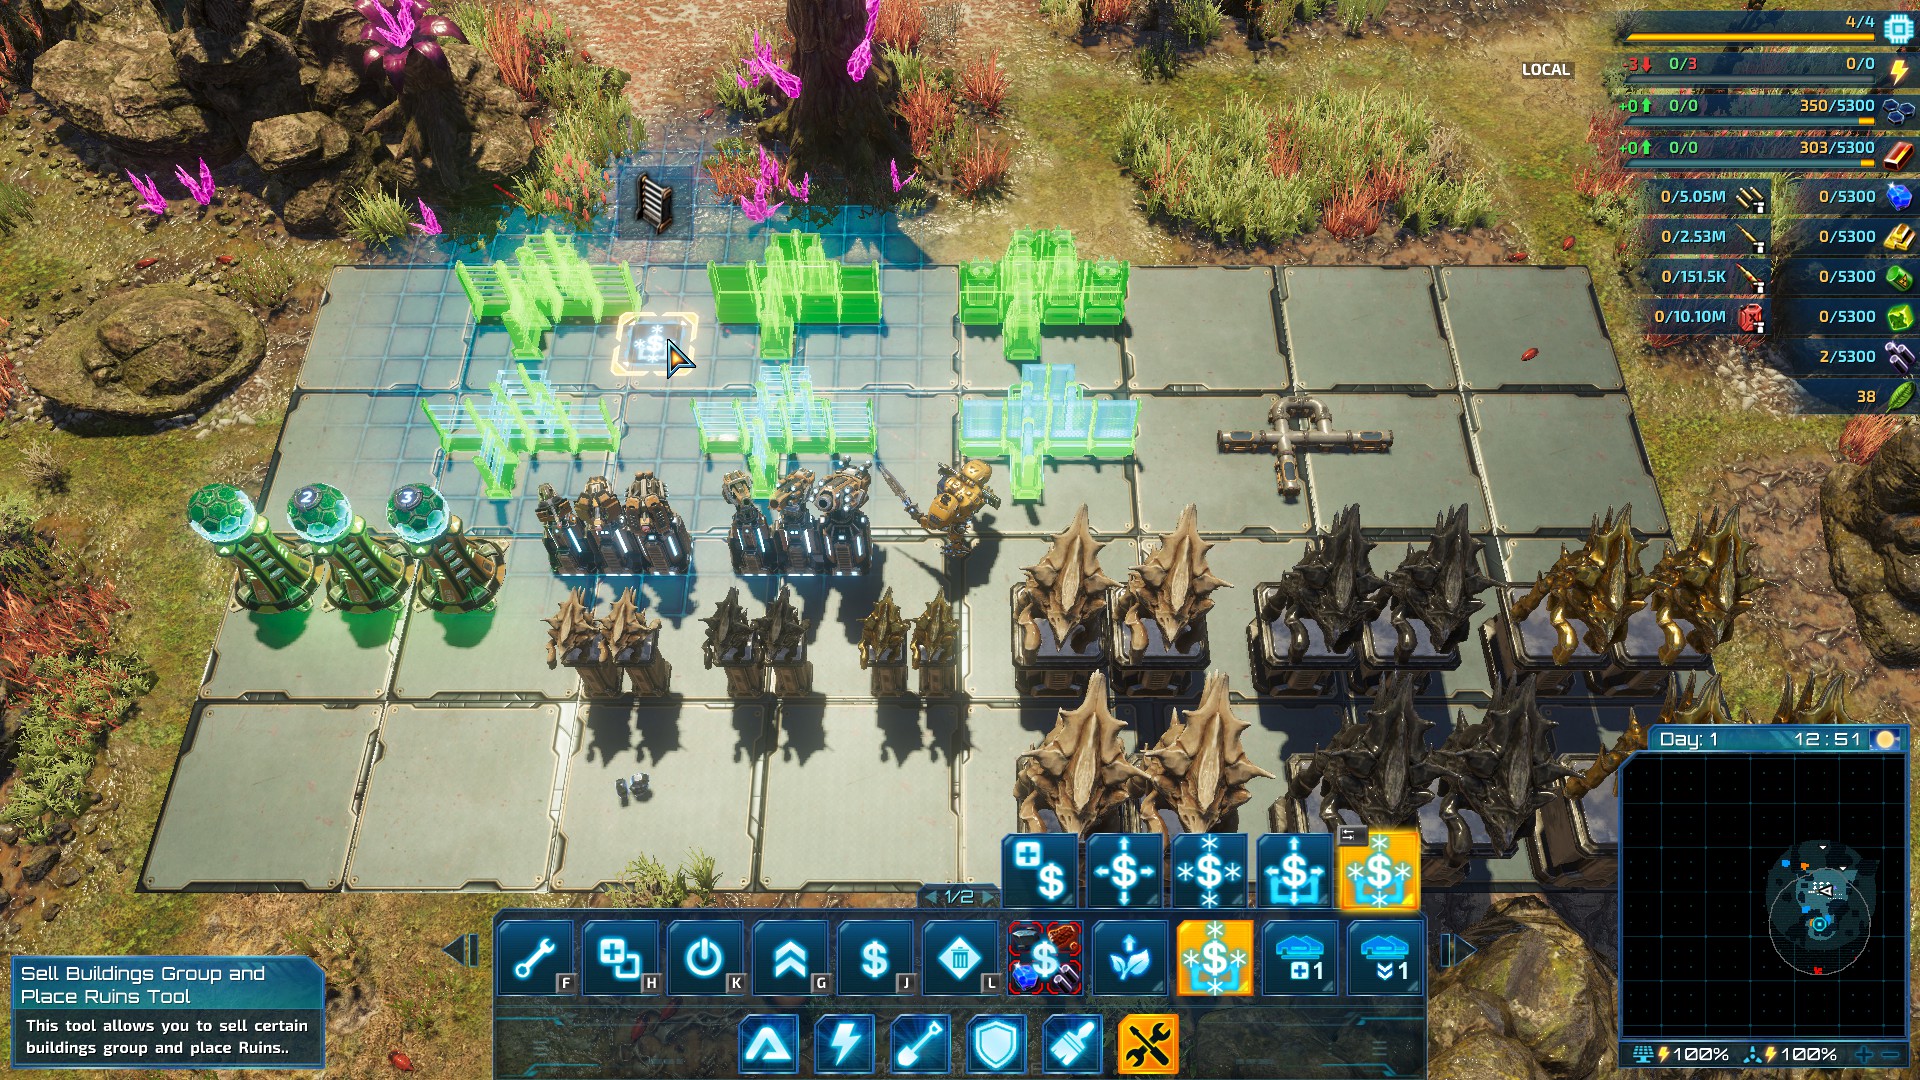 4/4
LOCAL
-3 0/3 0/0
+0 0/0 350/5300
+0 0/0 303/5300
0/5.05M 0/5300
0/2.53M 0/5300
0/151.5K 0/5300
0/10.10M 0/5300
2/5300
38
2
3
Day: 1 12:51
$ $ $ $ $
1/2
F H K G $ J L $ $ 1 1
Sell Buildings Group and
Place Ruins Tool
This tool allows you to sell certain
buildings group and place Ruins..
100% 100%